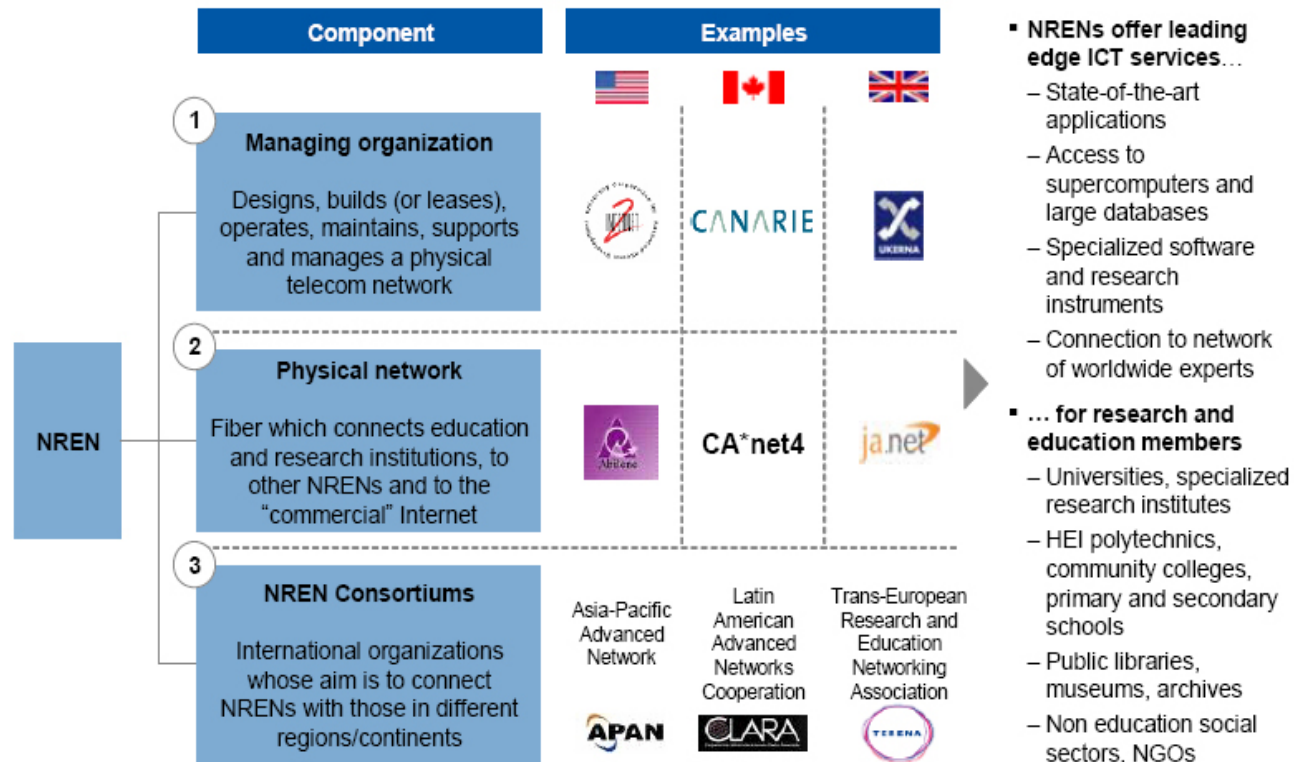 Component
Examples
1
Managing organization
Designs, builds (or leases),
operates, maintains, supports
and manages a physical
telecom network
INTERNET
2
CANARIE
UKERNA
NREN
2
Physical network
Fiber which connects education
and research institutions, to
other NRENs and to the
“commercial” Internet
Abilene
CA*net4
ja.net
3
NREN Consortiums
International organizations
whose aim is to connect
NRENs with those in different
regions/continents
Asia-Pacific
Advanced
Network
APAN
Latin
American
Advanced
Networks
Cooperation
CLARA
Trans-European
Research and
Education
Networking
Association
TERENA
▪ NRENs offer leading
edge ICT services…
– State-of-the-art
applications
– Access to
supercomputers and
large databases
– Specialized software
and research
instruments
– Connection to network
of worldwide experts
▪ … for research and
education members
– Universities, specialized
research institutes
– HEI polytechnics,
community colleges,
primary and secondary
schools
– Public libraries,
museums, archives
– Non education social
sectors, NGOs